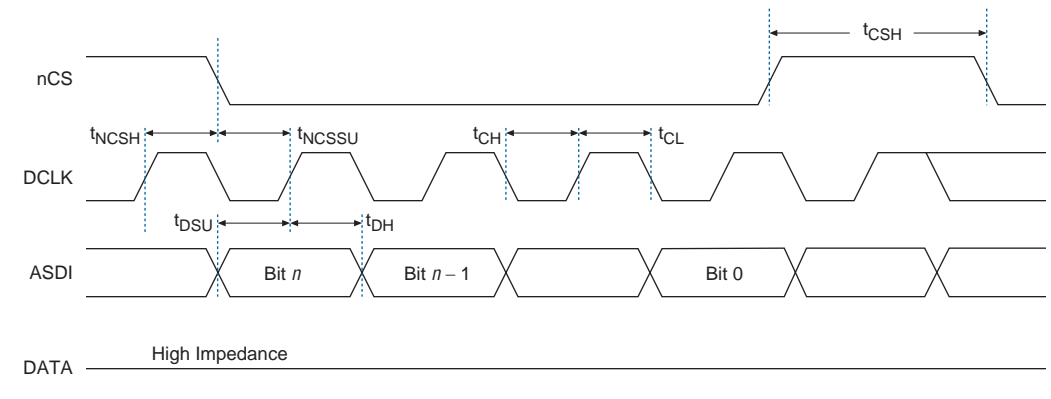 tCSH
nCS
tNCSH tNCSSU tCH tCL
DCLK
tDSU tDH
ASDI Bit n Bit n – 1 Bit 0
High Impedance
DATA